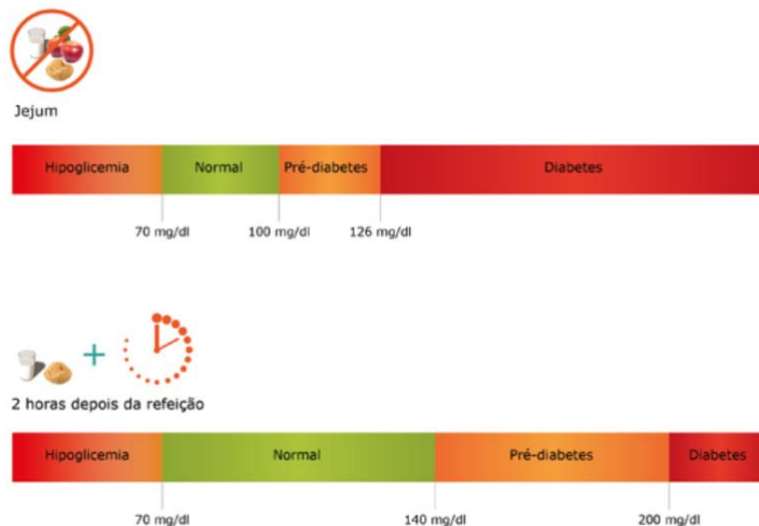 Jejum
Hipoglicemia Normal Pré-diabetes Diabetes
70 mg/dl 100 mg/dl 126 mg/dl
+
2 horas depois da refeição
Hipoglicemia Normal Pré-diabetes Diabetes
70 mg/dl 140 mg/dl 200 mg/dl